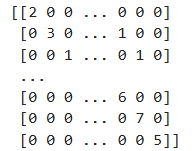 [[2 0 0 ... 0 0 0]
[0 3 0 ... 1 0 0]
[0 0 1 ... 0 1 0]
...
[0 0 0 ... 6 0 0]
[0 0 0 ... 0 7 0]
[0 0 0 ... 0 0 5]]